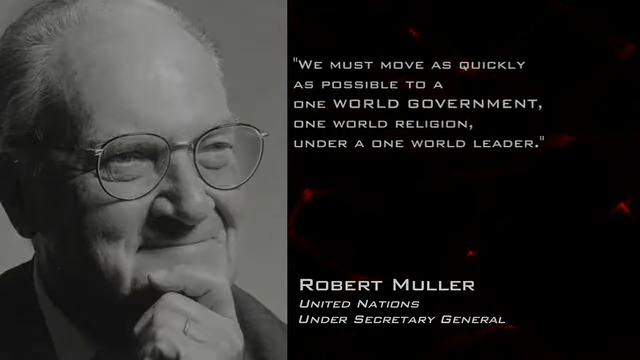 "We must move as quickly
as possible to a
one WORLD GOVERNMENT,
one world religion,
under a one world leader."
Robert Muller
United Nations
Under Secretary General